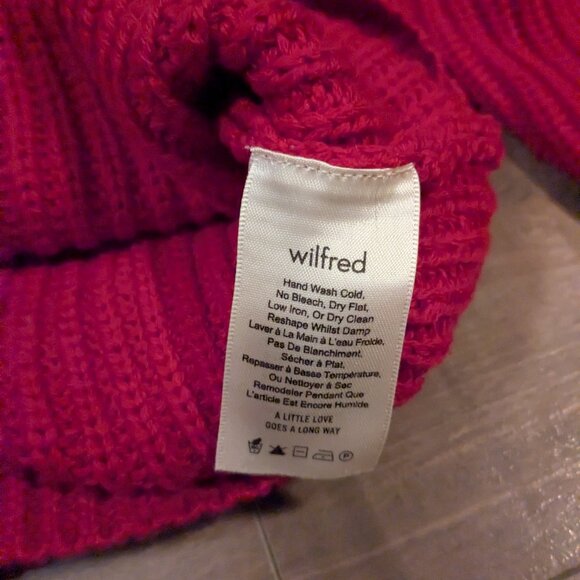 wilfred
Hand Wash Cold,
No Bleach, Dry Flat,
Low Iron, Or Dry Clean
Reshape Whilst Damp
Laver à La Main à L'eau Froide,
Pas De Blanchiment,
Sécher à Plat,
Repasser à Basse Température,
Ou Nettoyer à Sec
Remodeler Pendant Que
L'article Est Encore Humide
A LITTLE LOVE
GOES A LONG WAY
P